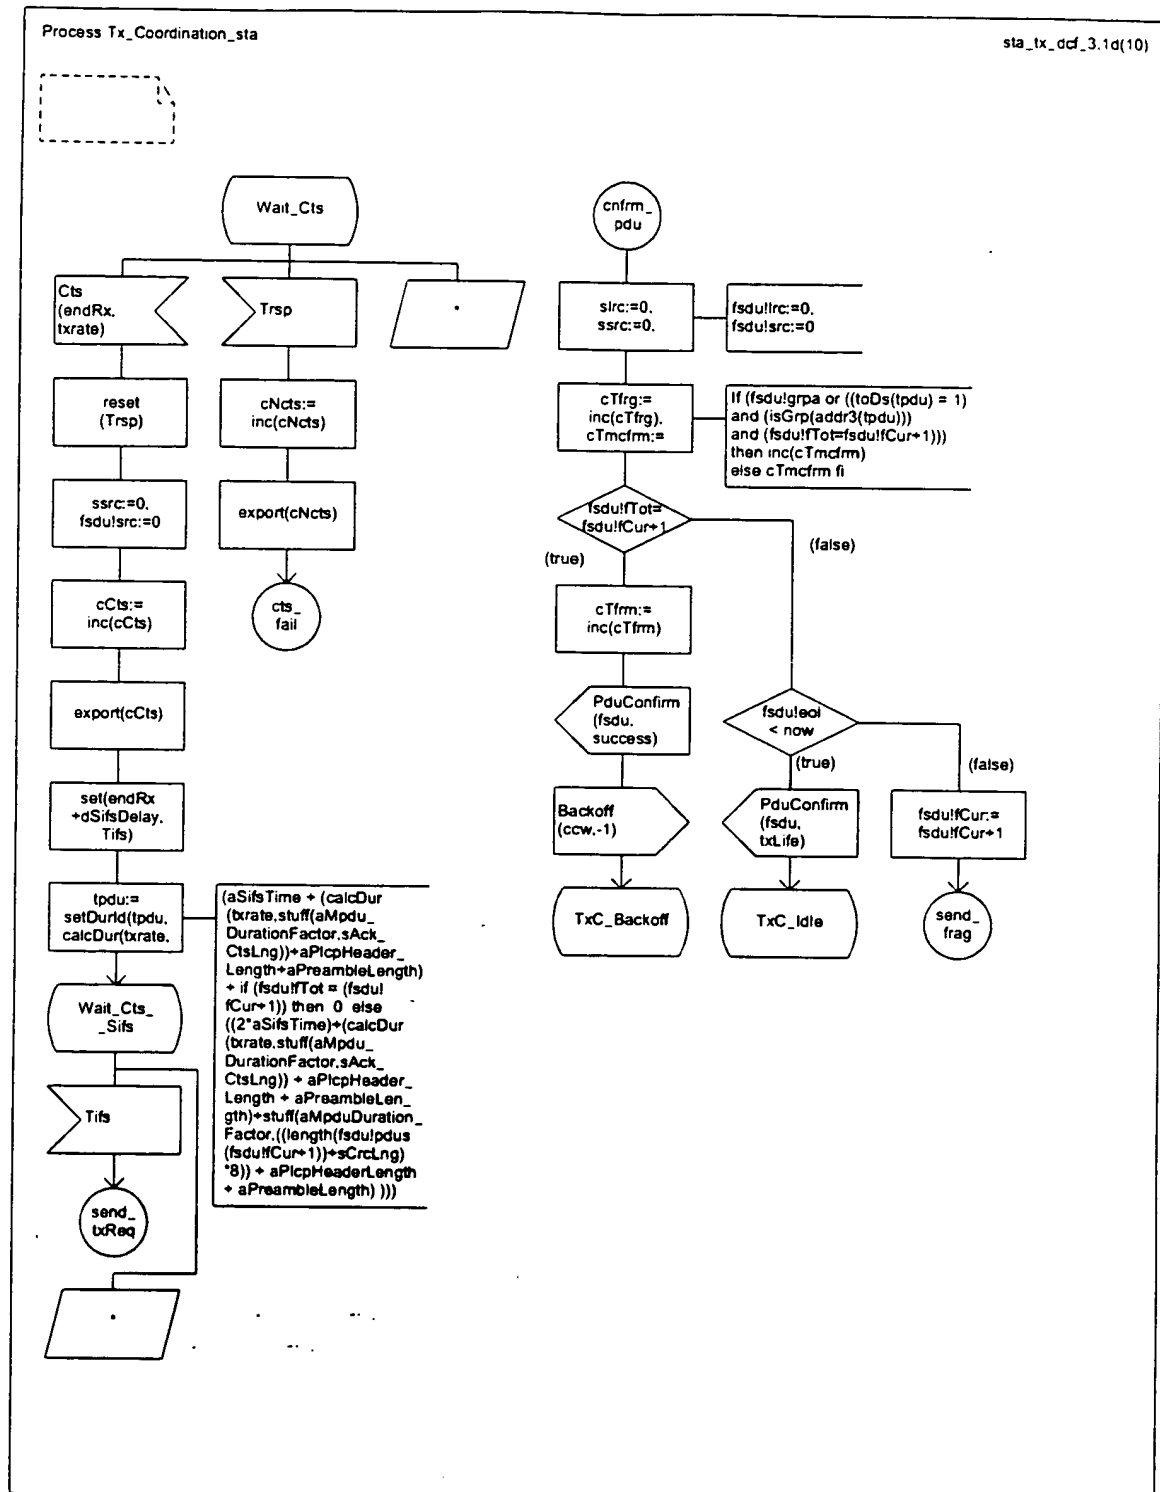 Process Tx_Coordination_sta
sta_tx_dcf_3.1d(10)
Wait_Cts
Cts
(endRx,
txrate)
Trsp
*
reset
(Trsp)
cNcts:=
inc(cNcts)
ssrc:=0,
fsdu!src:=0
export(cNcts)
cCts:=
inc(cCts)
cts_
fail
export(cCts)
set(endRx
+dSifsDelay,
Tifs)
tpdu:=
setDurId(tpdu,
calcDur(txrate,
(aSifsTime + (calcDur
(txrate,stuff(aMpdu_
DurationFactor,sAck_
CtsLng))+aPlcpHeader_
Length+aPreambleLength)
+ if (fsdu!fTot = (fsdu!
fCur+1)) then 0 else
((2*aSifsTime)+(calcDur
(txrate,stuff(aMpdu_
DurationFactor,sAck_
CtsLng)) + aPlcpHeader_
Length + aPreambleLen_
gth)+stuff(aMpduDuration_
Factor,((length(fsdu!pdus
(fsdu!fCur+1))+sCrcLng)
*8)) + aPlcpHeaderLength
+ aPreambleLength) )))
Wait_Cts_
_Sifs
Tifs
send_
txReq
*
cnfrm_
pdu
slrc:=0,
ssrc:=0,
fsdu!lrc:=0,
fsdu!src:=0
cTfrg:=
inc(cTfrg),
cTmcfrm:=
If (fsdu!grpa or ((toDs(tpdu) = 1)
and (isGrp(addr3(tpdu)))
and (fsdu!fTot=fsdu!fCur+1)))
then inc(cTmcfrm)
else cTmcfrm fi
fsdu!fTot=
fsdu!fCur+1
(true)
(false)
cTfrm:=
inc(cTfrm)
PduConfirm
(fsdu,
success)
fsdu!eol
< now
(true)
(false)
Backoff
(ccw,-1)
PduConfirm
(fsdu,
txLife)
fsdu!fCur:=
fsdu!fCur+1
TxC_Backoff
TxC_Idle
send_
frag